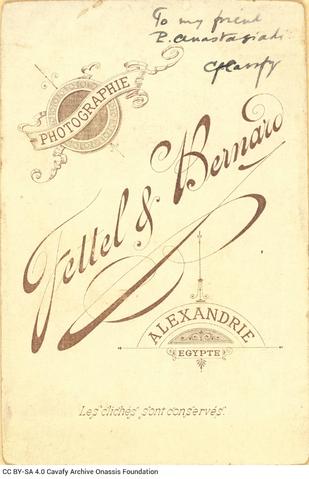 To my friend
P. Anastasiadi
C. P. Cavafy
PHOTOGRAPHIE
Fettel & Bernard
ALEXANDRIE
EGYPTE
Les clichés sont conservés.
CC BY-SA 4.0 Cavafy Archive Onassis Foundation